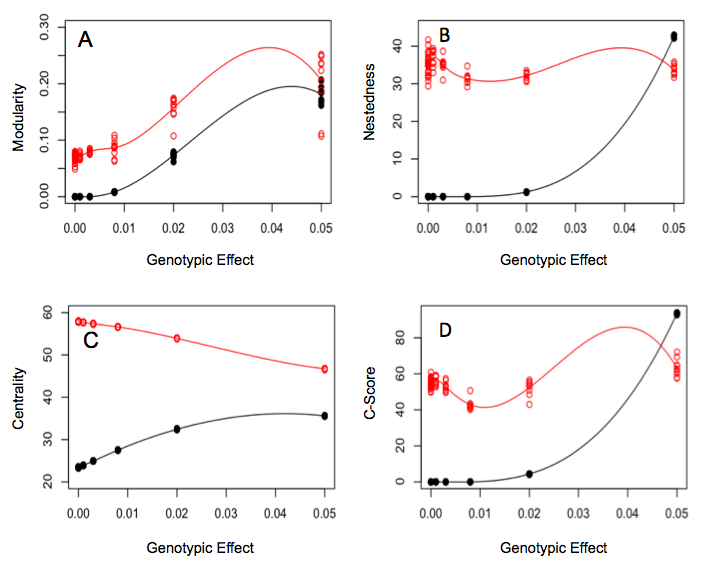 A
Modularity
0.30
0.20
0.10
0.00
0.00 0.01 0.02 0.03 0.04 0.05
Genotypic Effect
B
Nestedness
40
30
20
10
0
0.00 0.01 0.02 0.03 0.04 0.05
Genotypic Effect
C
Centrality
60
50
40
30
20
0.00 0.01 0.02 0.03 0.04 0.05
Genotypic Effect
D
C-Score
80
60
40
20
0
0.00 0.01 0.02 0.03 0.04 0.05
Genotypic Effect